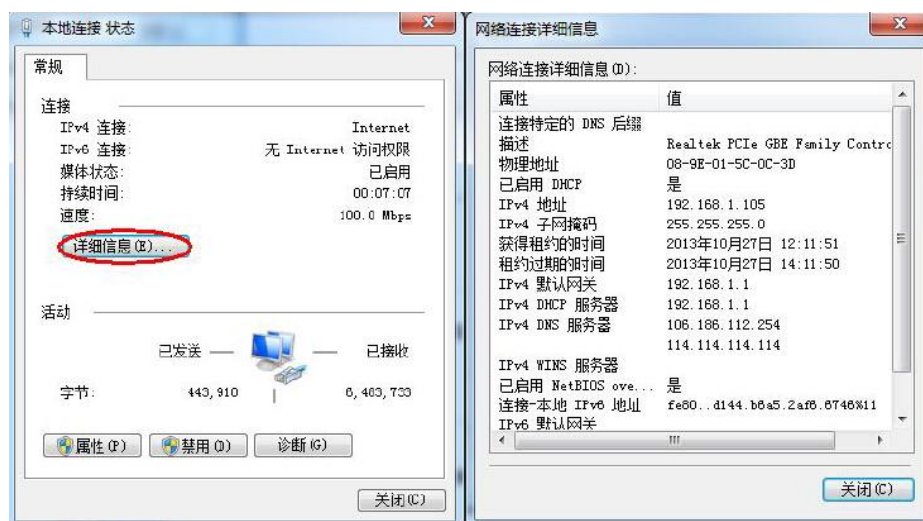 本地连接 状态
常规
连接
IPv4 连接: Internet
IPv6 连接: 无 Internet 访问权限
媒体状态: 已启用
持续时间: 00:07:07
速度: 100.0 Mbps
详细信息(E)...
活动
已发送 — — 已接收
字节: 443,910 | 6,483,733
属性(P) 禁用(D) 诊断(G)
关闭(C)
网络连接详细信息
网络连接详细信息(D):
属性 值
连接特定的 DNS 后缀
描述 Realtek PCIe GBE Family Contro
物理地址 08-9E-01-5C-0C-3D
已启用 DHCP 是
IPv4 地址 192.168.1.105
IPv4 子网掩码 255.255.255.0
获得租约的时间 2013年10月27日 12:11:51
租约过期的时间 2013年10月27日 14:11:50
IPv4 默认网关 192.168.1.1
IPv4 DHCP 服务器 192.168.1.1
IPv4 DNS 服务器 106.186.112.254
114.114.114.114
IPv4 WINS 服务器
已启用 NetBIOS ove... 是
连接-本地 IPv6 地址 fe80::d144:b6a5:2af6:6746%11
IPv6 默认网关
关闭(C)